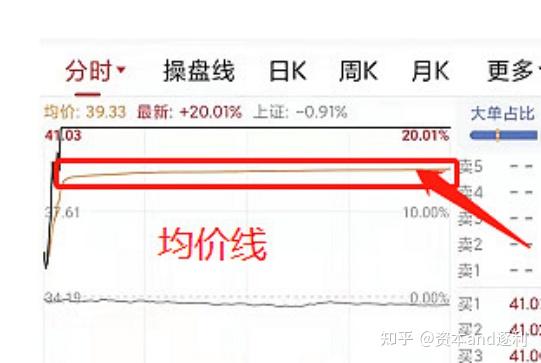 分时 操盘线 日K 周K 月K 更多
均价: 39.33 最新: +20.01% 上证: -0.91% 大单占比
41.03 20.01%
卖5 --
卖4 --
37.61 10.00%
卖3 --
均价线
卖2 --
卖1 --
34.19 0.00%
买1 41.0
买2 41.0
买3 41.0
知乎 @资本and逐利